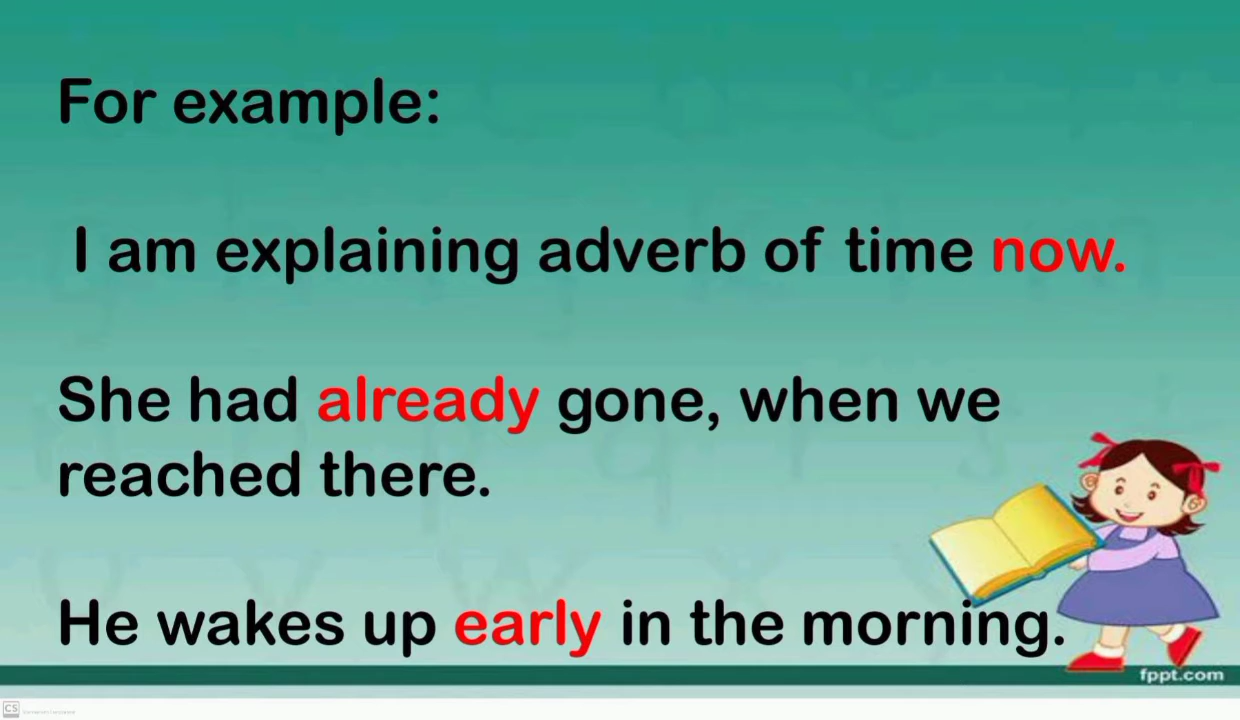 For example:
I am explaining adverb of time now.
She had already gone, when we
reached there.
He wakes up early in the morning.
fppt.com
CS